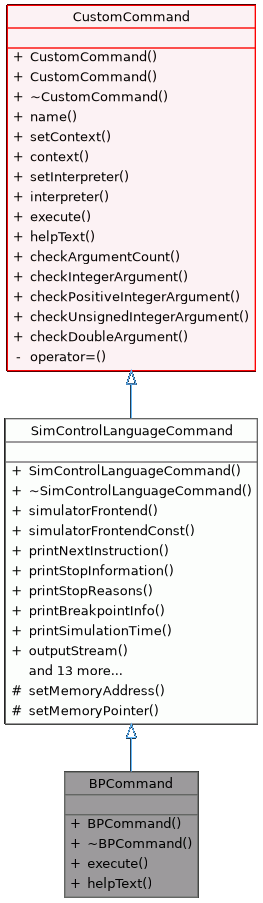 CustomCommand
+ CustomCommand()
+ CustomCommand()
+ ~CustomCommand()
+ name()
+ setContext()
+ context()
+ setInterpreter()
+ interpreter()
+ execute()
+ helpText()
+ checkArgumentCount()
+ checkIntegerArgument()
+ checkPositiveIntegerArgument()
+ checkUnsignedIntegerArgument()
+ checkDoubleArgument()
- operator=()
SimControlLanguageCommand
+ SimControlLanguageCommand()
+ ~SimControlLanguageCommand()
+ simulatorFrontend()
+ simulatorFrontendConst()
+ printNextInstruction()
+ printStopInformation()
+ printStopReasons()
+ printBreakpointInfo()
+ printSimulationTime()
+ outputStream()
and 13 more...
# setMemoryAddress()
# setMemoryPointer()
BPCommand
+ BPCommand()
+ ~BPCommand()
+ execute()
+ helpText()